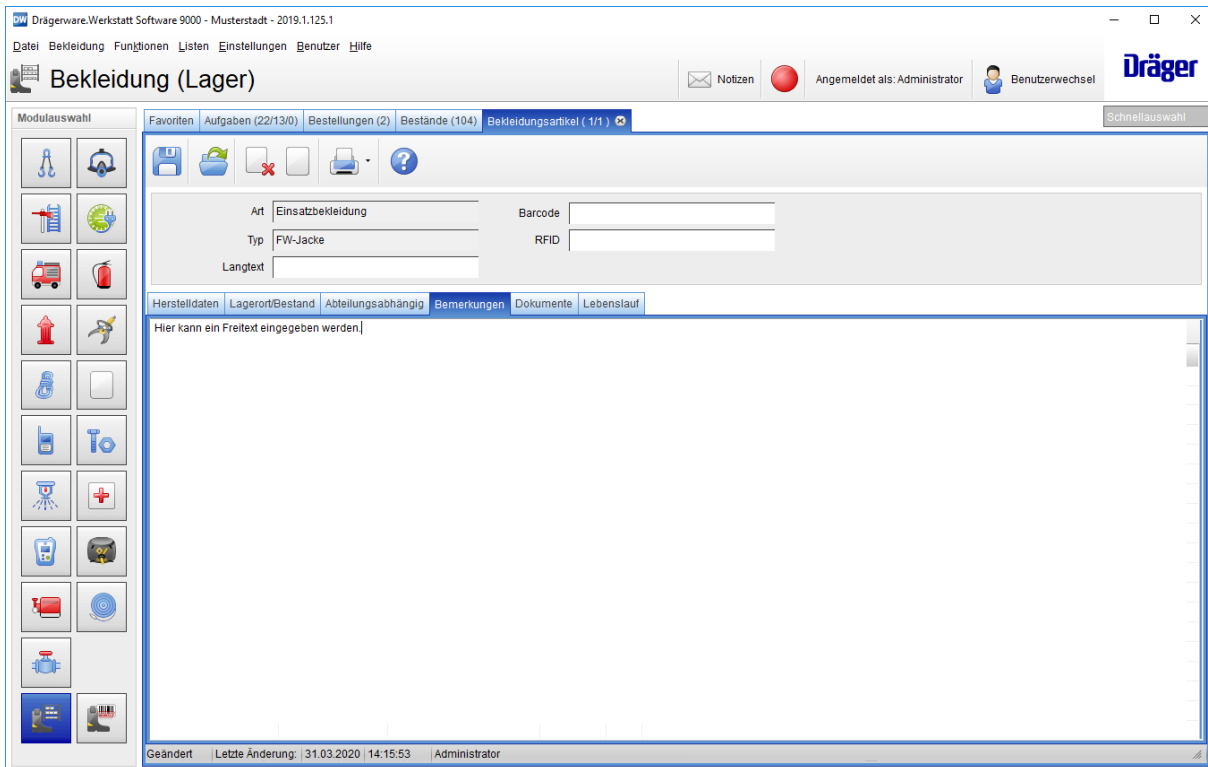 DW Drägerware.Werkstatt Software 9000 - Musterstadt - 2019.1.125.1
Datei Bekleidung Funktionen Listen Einstellungen Benutzer Hilfe
Bekleidung (Lager)
Notizen Angemeldet als: Administrator Benutzerwechsel Dräger
Modulauswahl
Favoriten Aufgaben (22/13/0) Bestellungen (2) Bestände (104) Bekleidungsartikel ( 1/1 ) Schnellauswahl
Art Einsatzbekleidung Barcode
Typ FW-Jacke RFID
Langtext
Herstelldaten Lagerort/Bestand Abteilungsabhängig Bemerkungen Dokumente Lebenslauf
Hier kann ein Freitext eingegeben werden.
Geändert Letzte Änderung: 31.03.2020 14:15:53 Administrator